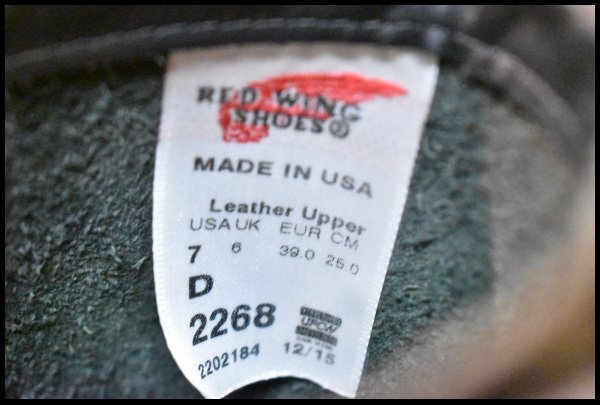 RED WING
SHOES®
MADE IN USA
Leather Upper
USA UK EUR CM
7 6 39.0 25.0
D
2268
UFCW
2202184 12/15